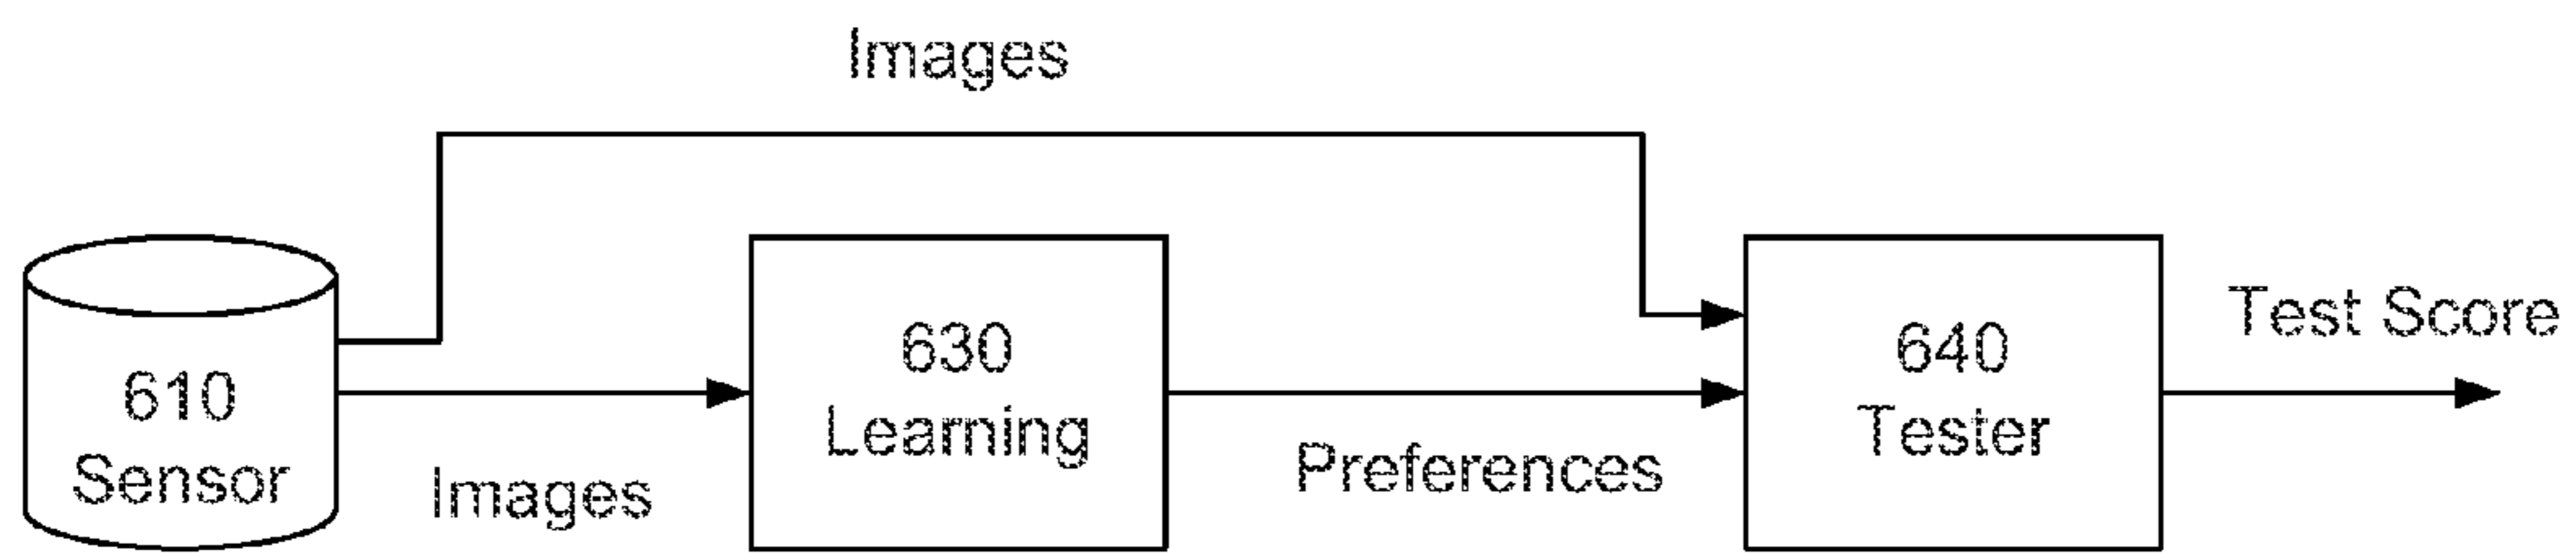 Images
610
Sensor
Images
630
Learning
Preferences
640
Tester
Test Score